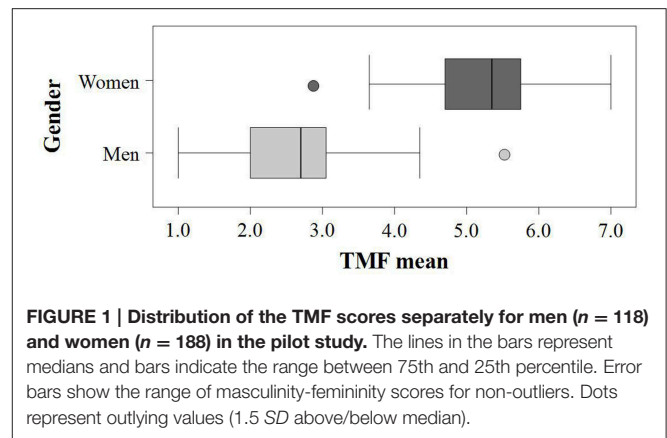 Gender
Women
Men
1.0 2.0 3.0 4.0 5.0 6.0 7.0
TMF mean
FIGURE 1 | Distribution of the TMF scores separately for men (n = 118)
and women (n = 188) in the pilot study. The lines in the bars represent
medians and bars indicate the range between 75th and 25th percentile. Error
bars show the range of masculinity-femininity scores for non-outliers. Dots
represent outlying values (1.5 SD above/below median).